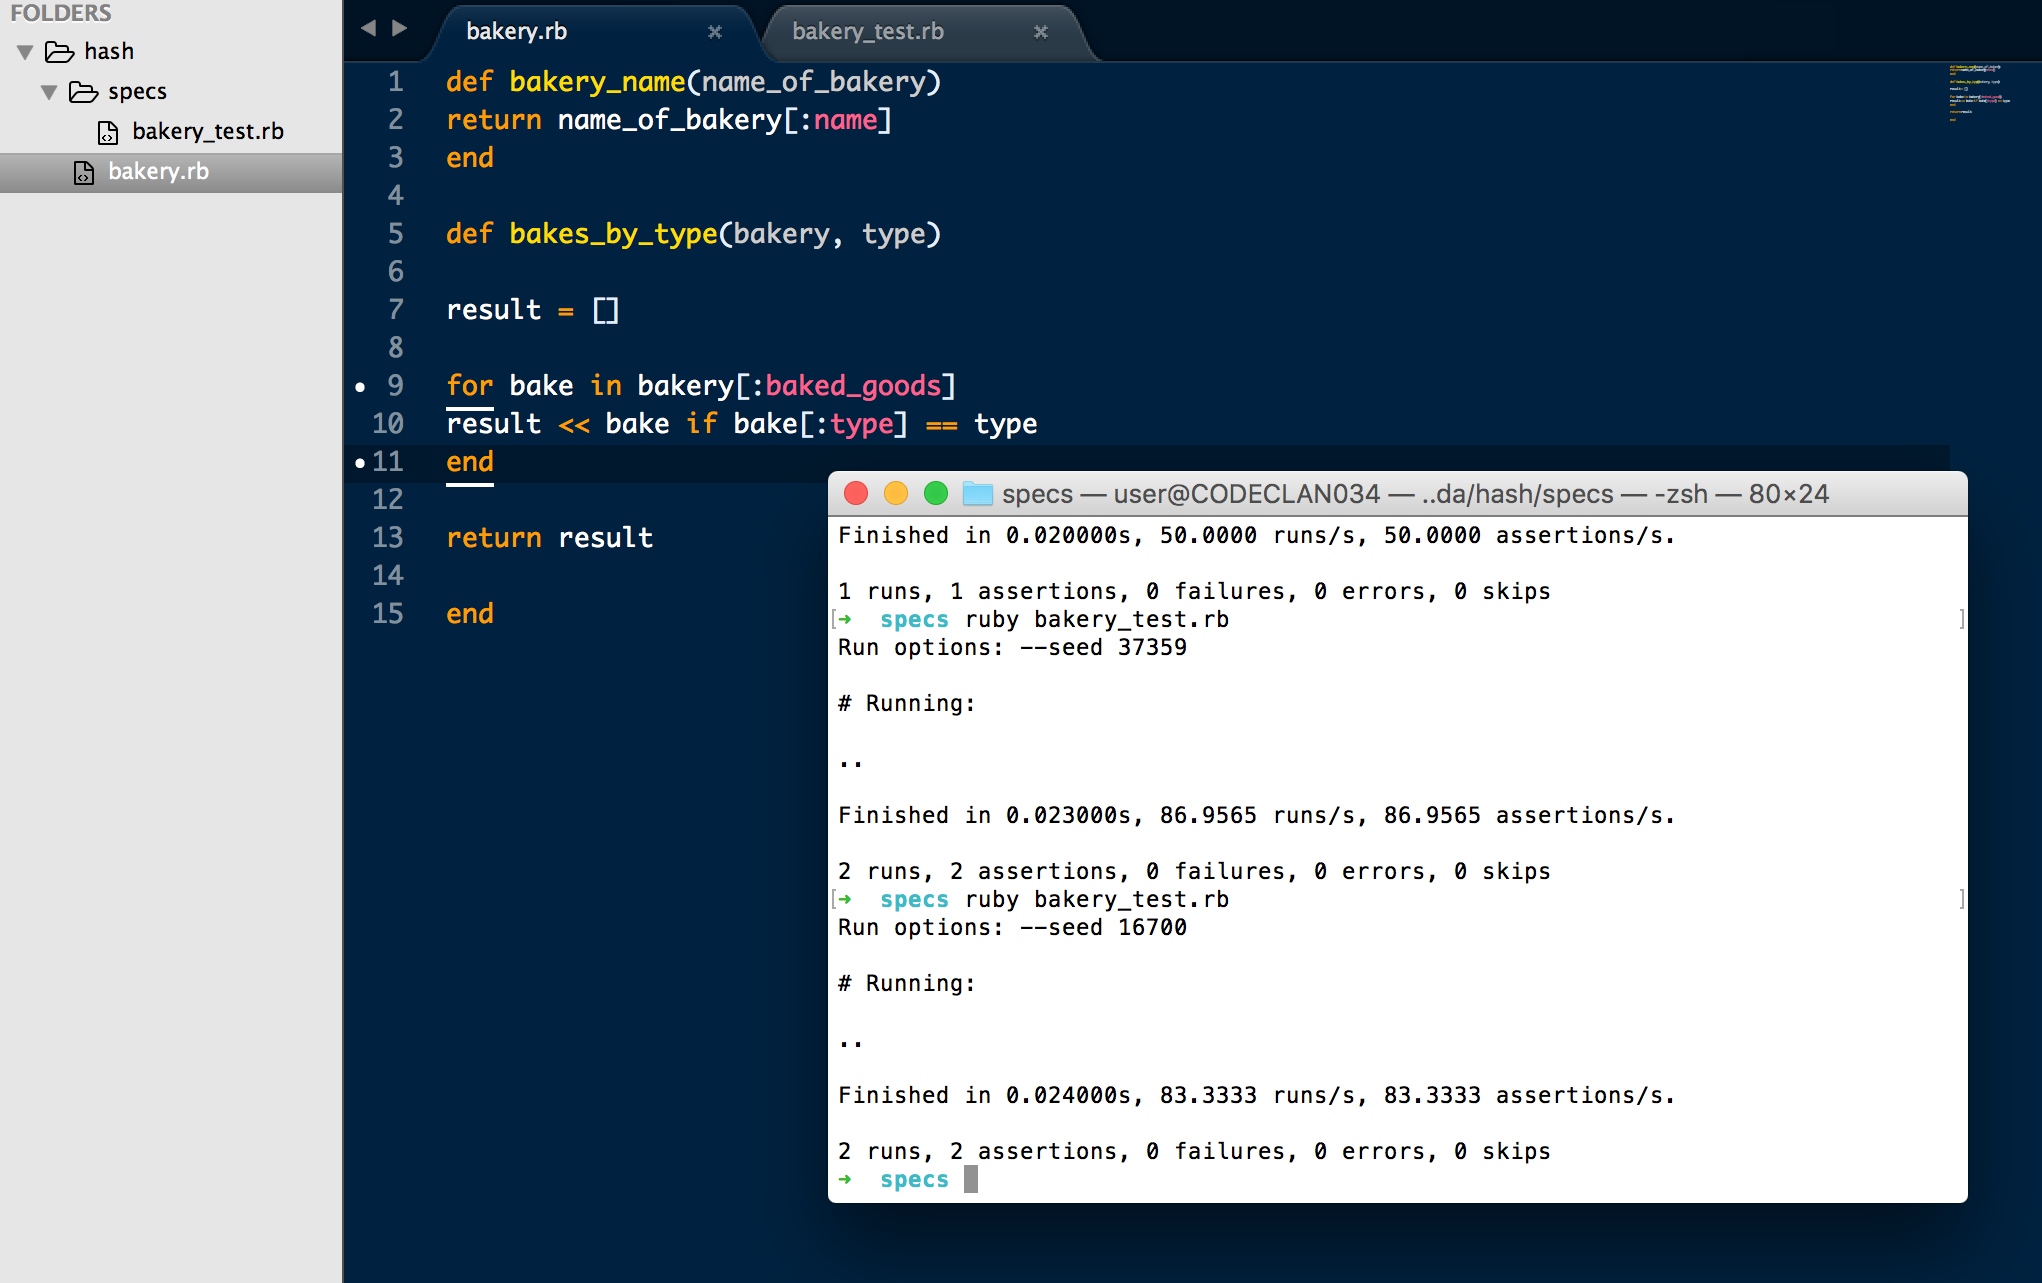 FOLDERS
hash
specs
bakery_test.rb
bakery.rb
bakery.rb
bakery_test.rb
1 def bakery_name(name_of_bakery)
2 return name_of_bakery[:name]
3 end
4
5 def bakes_by_type(bakery, type)
6
7 result = []
8
9 for bake in bakery[:baked_goods]
10 result << bake if bake[:type] == type
11 end
12
13 return result
14
15 end
specs — user@CODECLAN034 — ..da/hash/specs — -zsh — 80×24
Finished in 0.020000s, 50.0000 runs/s, 50.0000 assertions/s.
1 runs, 1 assertions, 0 failures, 0 errors, 0 skips
[➜ specs ruby bakery_test.rb ]
Run options: --seed 37359
# Running:
..
Finished in 0.023000s, 86.9565 runs/s, 86.9565 assertions/s.
2 runs, 2 assertions, 0 failures, 0 errors, 0 skips
[➜ specs ruby bakery_test.rb ]
Run options: --seed 16700
# Running:
..
Finished in 0.024000s, 83.3333 runs/s, 83.3333 assertions/s.
2 runs, 2 assertions, 0 failures, 0 errors, 0 skips
➜ specs